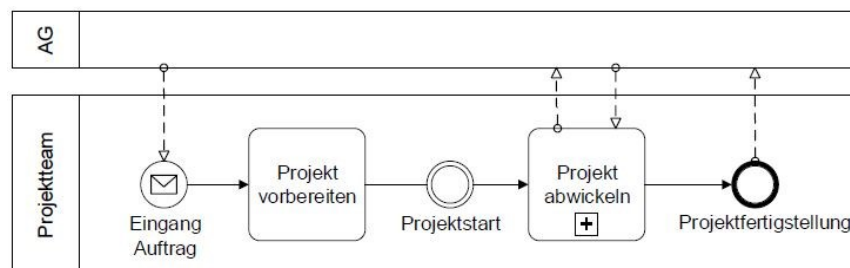 AG
Projektteam
Projekt
vorbereiten
Projekt
abwickeln
Eingang
Auftrag
Projektstart
Projektfertigstellung